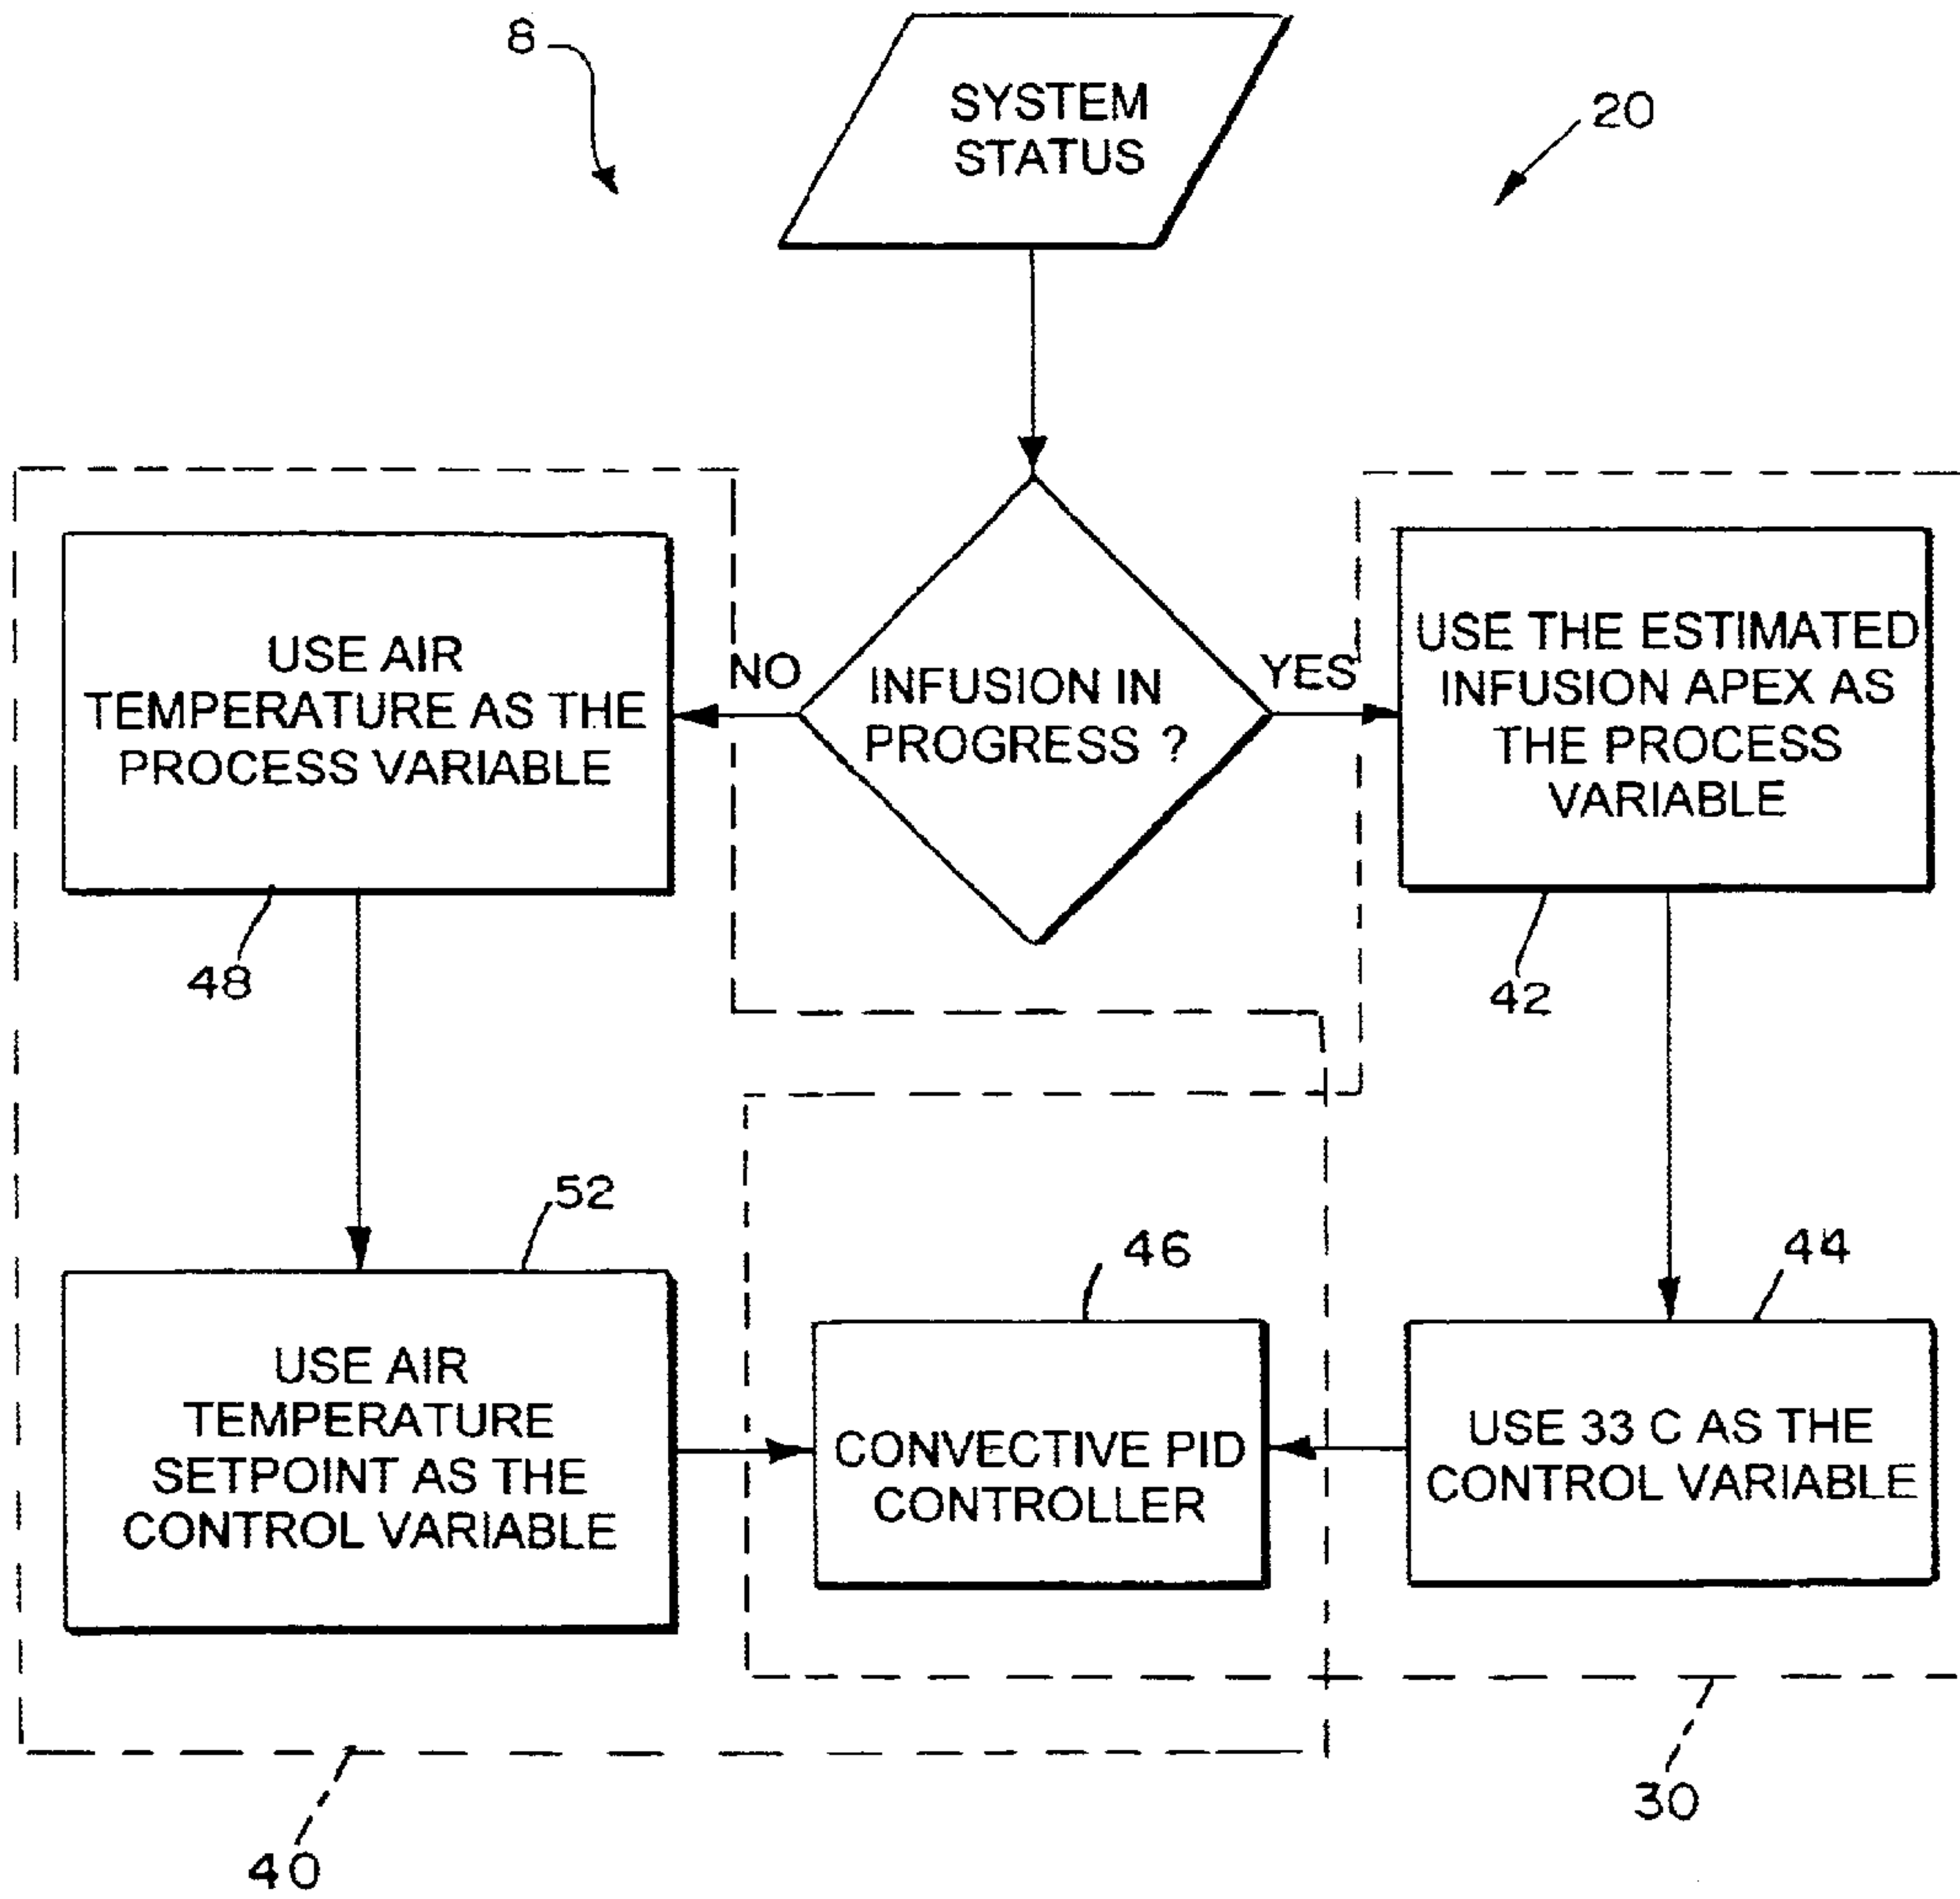 8
SYSTEM
STATUS
20
USE AIR
TEMPERATURE AS THE
PROCESS VARIABLE
48
NO
INFUSION IN
PROGRESS ?
YES
USE THE ESTIMATED
INFUSION APEX AS
THE PROCESS
VARIABLE
42
52
USE AIR
TEMPERATURE
SETPOINT AS THE
CONTROL VARIABLE
46
CONVECTIVE PID
CONTROLLER
44
USE 33 C AS THE
CONTROL VARIABLE
40
30